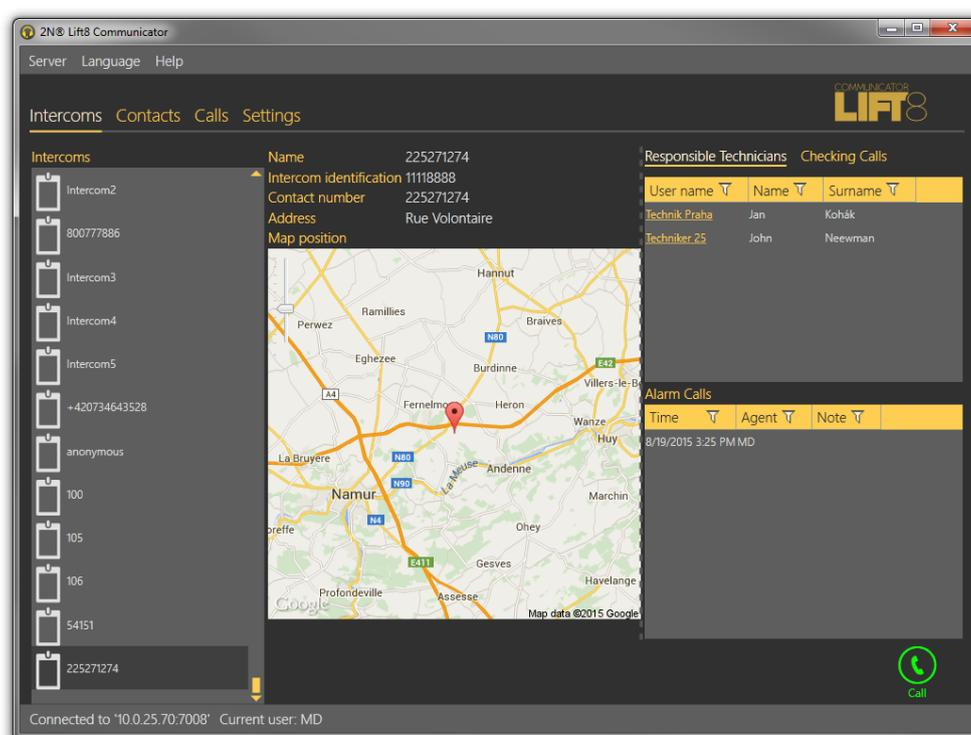 2N® Lift8 Communicator
Server Language Help
COMMUNICATOR
LIFT8
Intercoms Contacts Calls Settings
Intercoms
Intercom2
800777886
Intercom3
Intercom4
Intercom5
+420734643528
anonymous
100
105
106
54151
225271274
Name 225271274
Intercom identification 11118888
Contact number 225271274
Address Rue Volontaire
Map position
Hannut
Ramillies
Perwez
Braives
N80
Eghezee
Burdinne
E42
Villers-le-Bo
A4
Fernelmo
Heron
Wanze
Huy
La Bruyere
N80
La Meuse
Andenne
N90
Namur
Marchin
N4
oreffe
Ohey
E411
Gesves
Havelange
Profondeville
Assesse
Google
Map data ©2015 Google
Responsible Technicians Checking Calls
User name Name Surname
Technik Praha Jan Kohák
Techniker 25 John Neewman
Alarm Calls
Time Agent Note
8/19/2015 3:25 PM MD
Call
Connected to '10.0.25.70:7008' Current user: MD